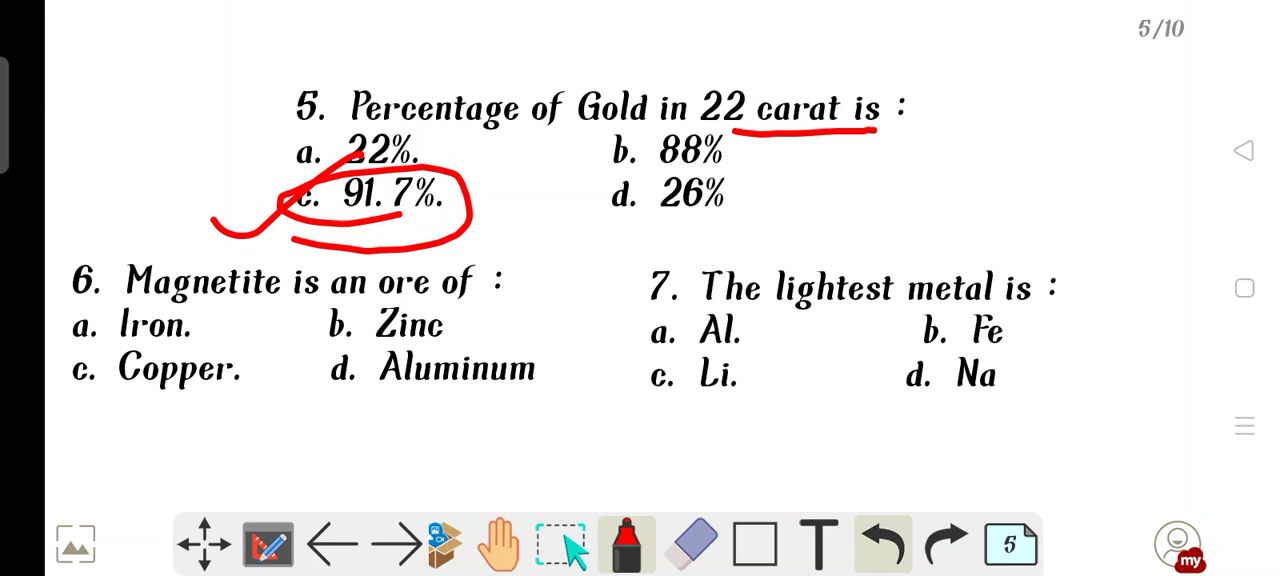 5/10
5. Percentage of Gold in 22 carat is :
a. 22%. b. 88%
c. 91.7%. d. 26%
6. Magnetite is an ore of :
a. Iron. b. Zinc
c. Copper. d. Aluminum
7. The lightest metal is :
a. Al. b. Fe
c. Li. d. Na
T
5
my